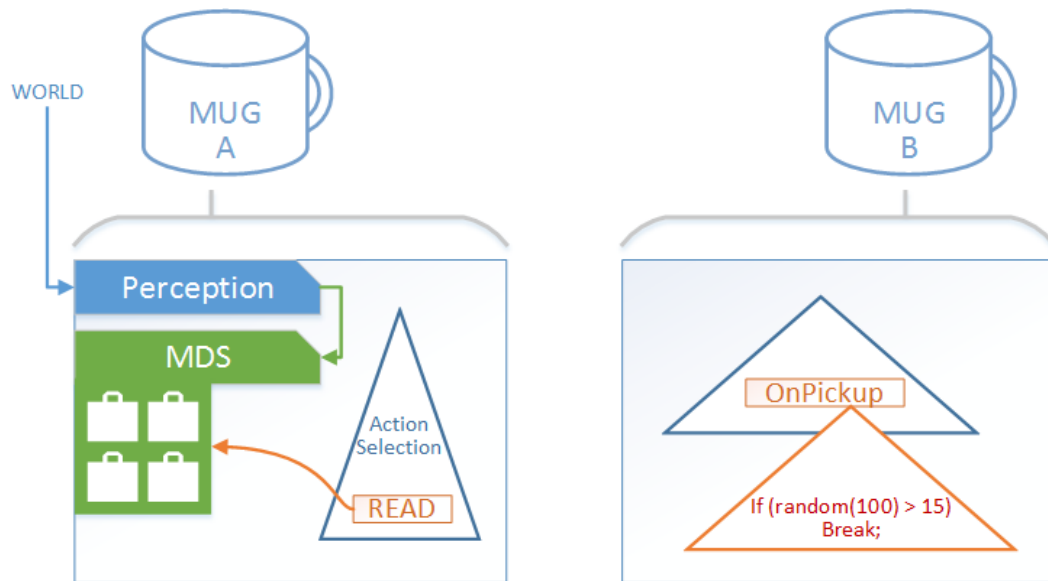 WORLD
MUG
A
MUG
B
Perception
MDS
Action
Selection
READ
OnPickup
If (random(100) > 15)
Break;